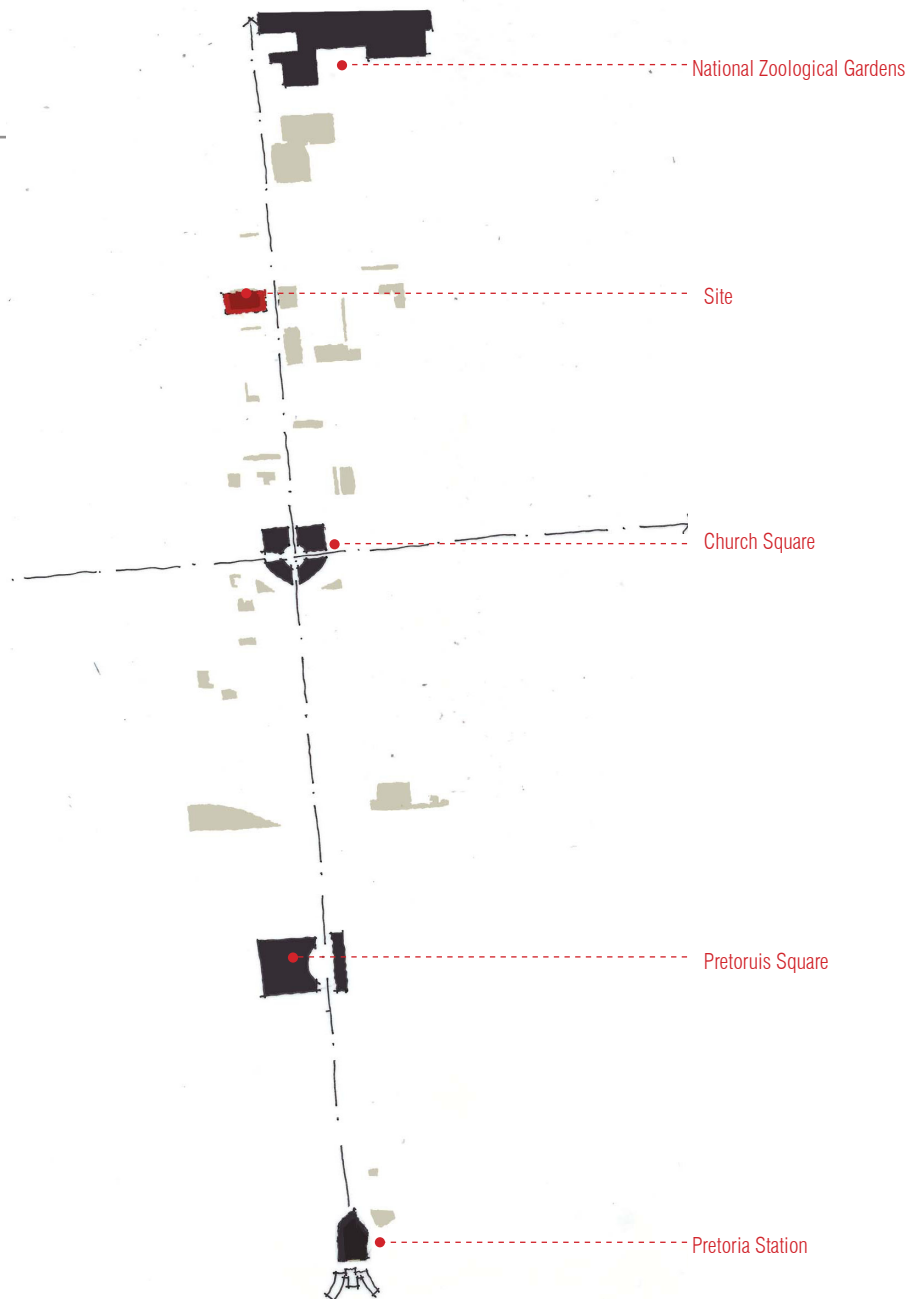 National Zoological Gardens
Site
Church Square
Pretoruis Square
Pretoria Station